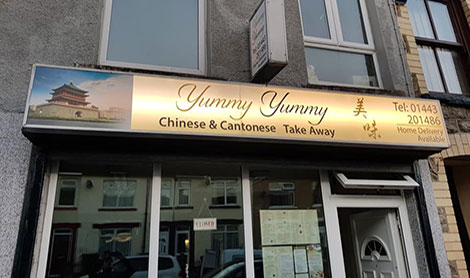 Yummy Yummy
Chinese & Cantonese Take Away
美
味
Tel: 01443
201486
Home Delivery
Available
CLOSED